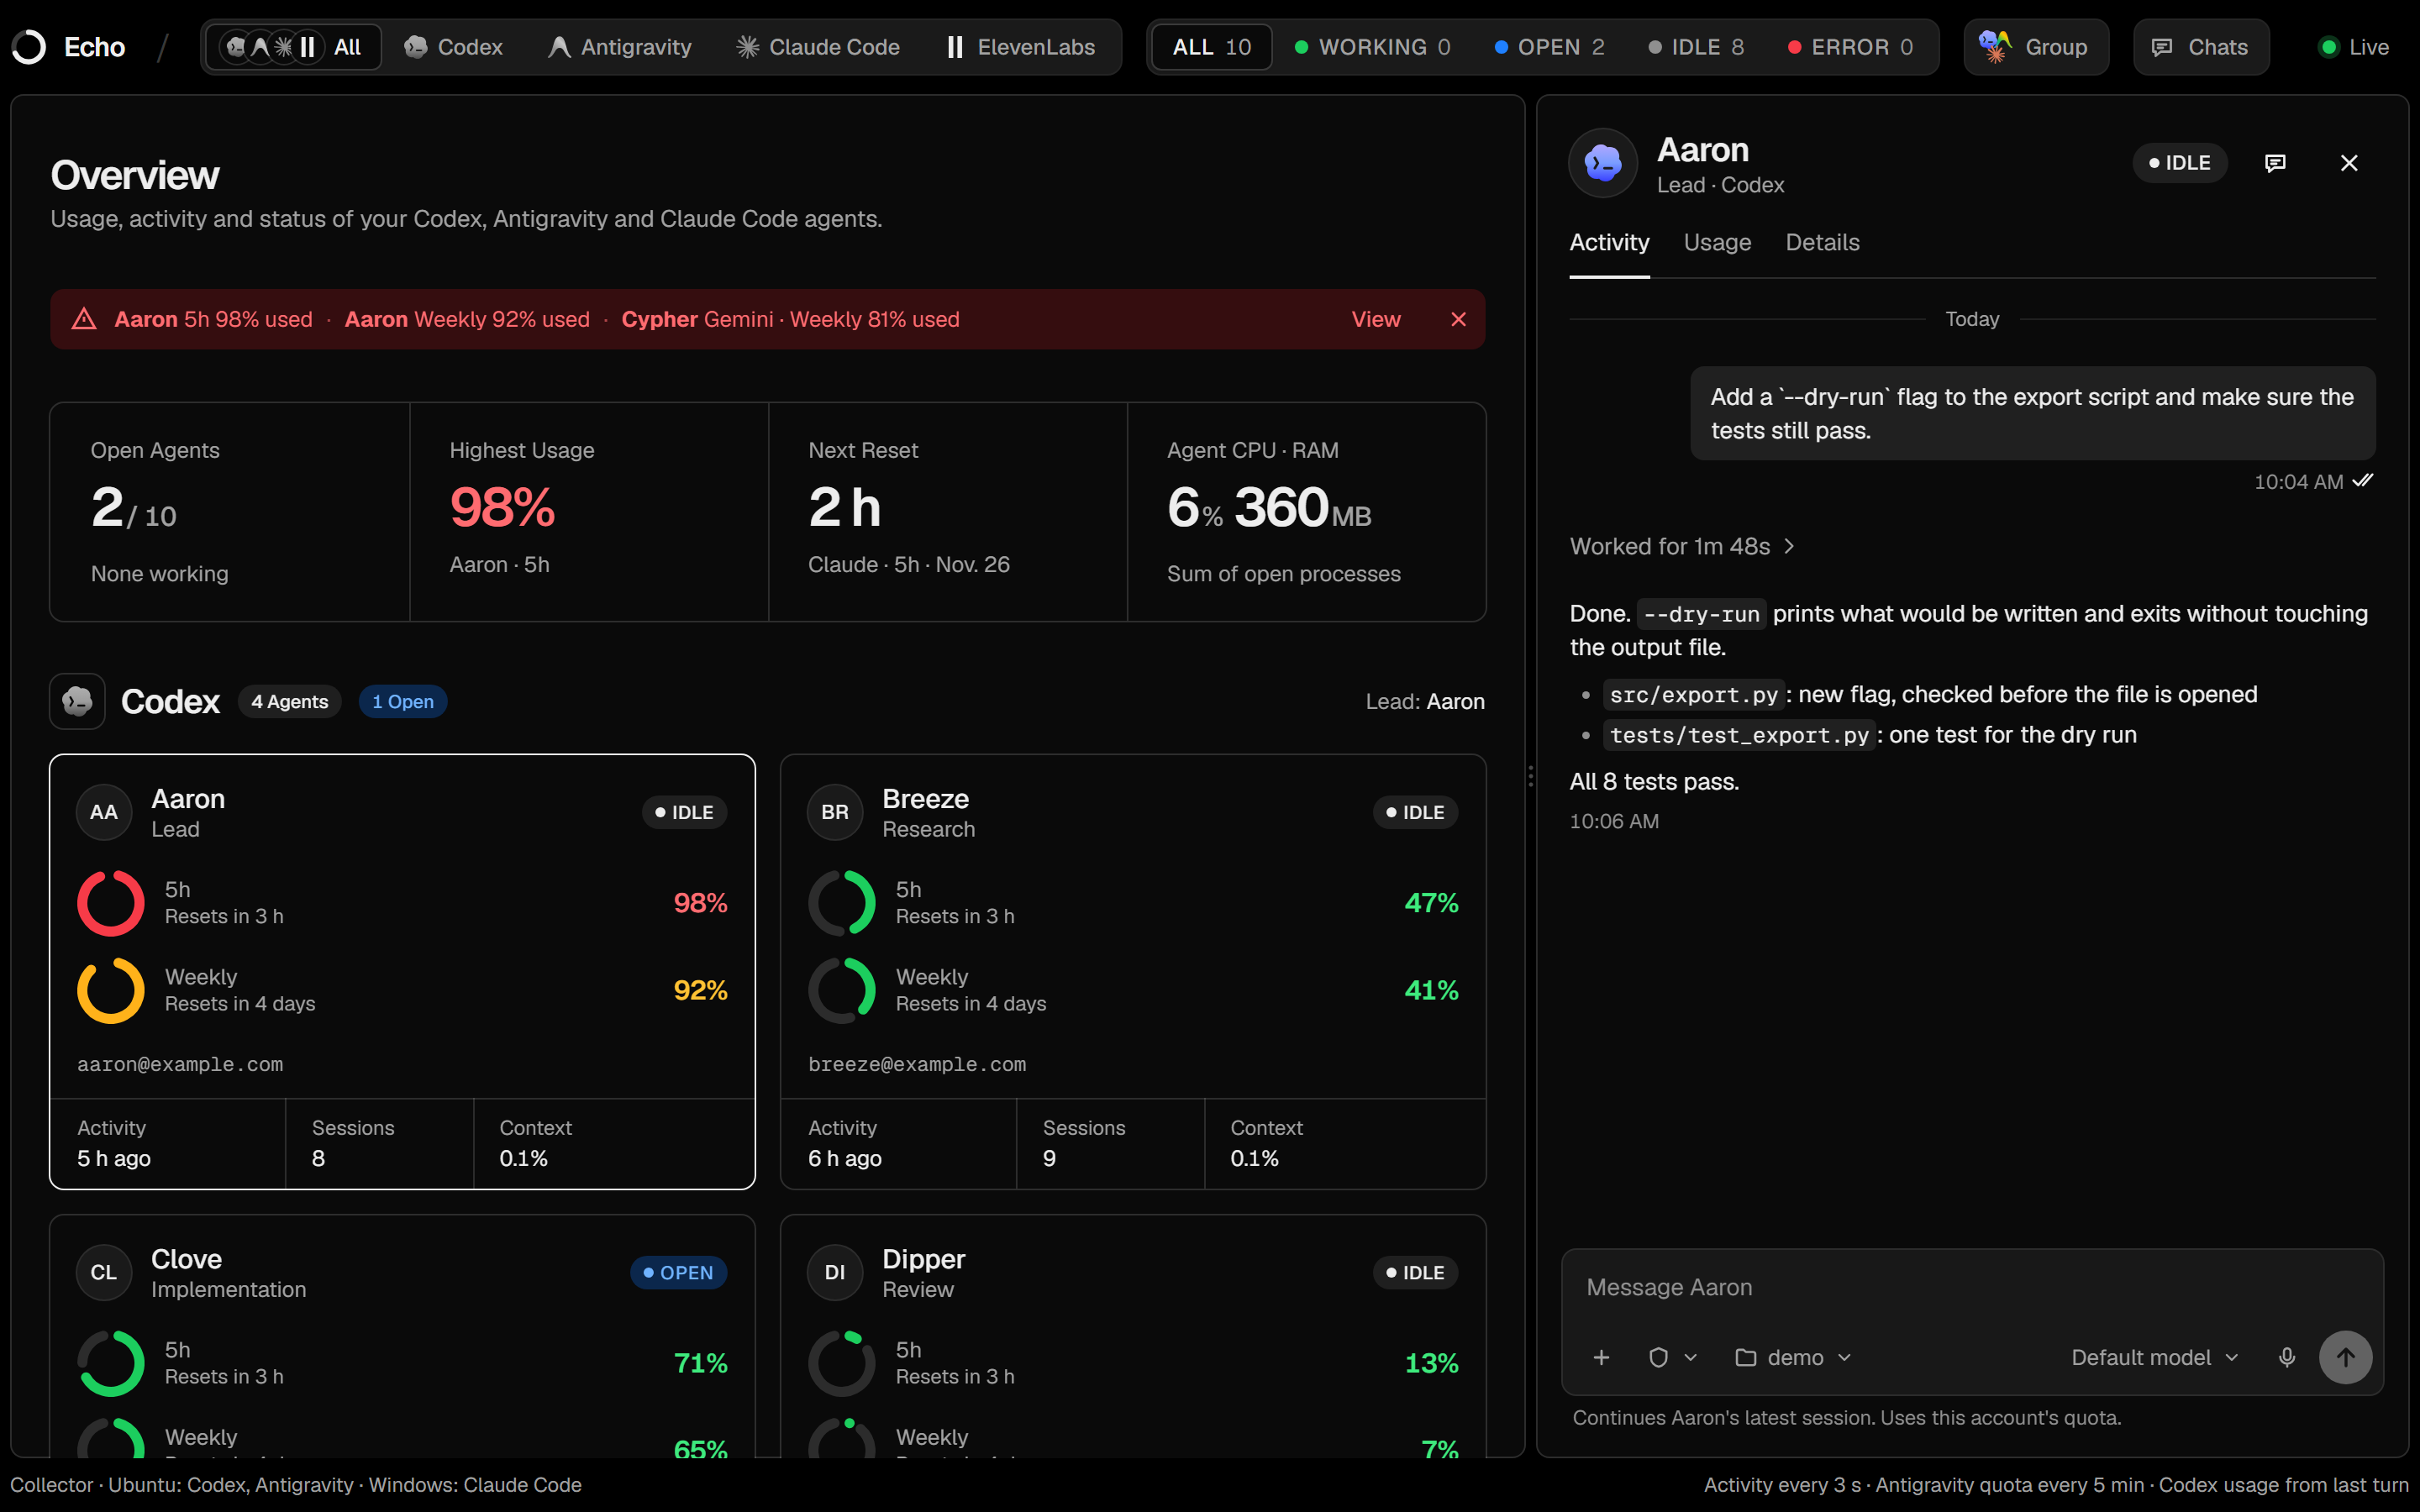 Echo / All Codex Antigravity Claude Code ElevenLabs ALL 10 WORKING 0 OPEN 2 IDLE 8 ERROR 0 Group Chats Live
Overview
Usage, activity and status of your Codex, Antigravity and Claude Code agents.
Aaron 5h 98% used · Aaron Weekly 92% used · Cypher Gemini · Weekly 81% used View
Open Agents
2 / 10
None working
Highest Usage
98%
Aaron · 5h
Next Reset
2 h
Claude · 5h · Nov. 26
Agent CPU · RAM
6 % 360 MB
Sum of open processes
Codex 4 Agents 1 Open Lead: Aaron
AA Aaron IDLE
Lead
5h
Resets in 3 h
98%
Weekly
Resets in 4 days
92%
aaron@example.com
Activity Sessions Context
5 h ago 8 0.1%
BR Breeze IDLE
Research
5h
Resets in 3 h
47%
Weekly
Resets in 4 days
41%
breeze@example.com
Activity Sessions Context
6 h ago 9 0.1%
CL Clove OPEN
Implementation
5h
Resets in 3 h
71%
Weekly
65%
DI Dipper IDLE
Review
5h
Resets in 3 h
13%
Weekly
7%
Aaron IDLE
Lead · Codex
Activity Usage Details
Today
Add a `--dry-run` flag to the export script and make sure the
tests still pass.
10:04 AM
Worked for 1m 48s
Done. --dry-run prints what would be written and exits without touching
the output file.
• src/export.py: new flag, checked before the file is opened
• tests/test_export.py: one test for the dry run
All 8 tests pass.
10:06 AM
Message Aaron
demo Default model
Continues Aaron's latest session. Uses this account's quota.
Collector · Ubuntu: Codex, Antigravity · Windows: Claude Code
Activity every 3 s · Antigravity quota every 5 min · Codex usage from last turn